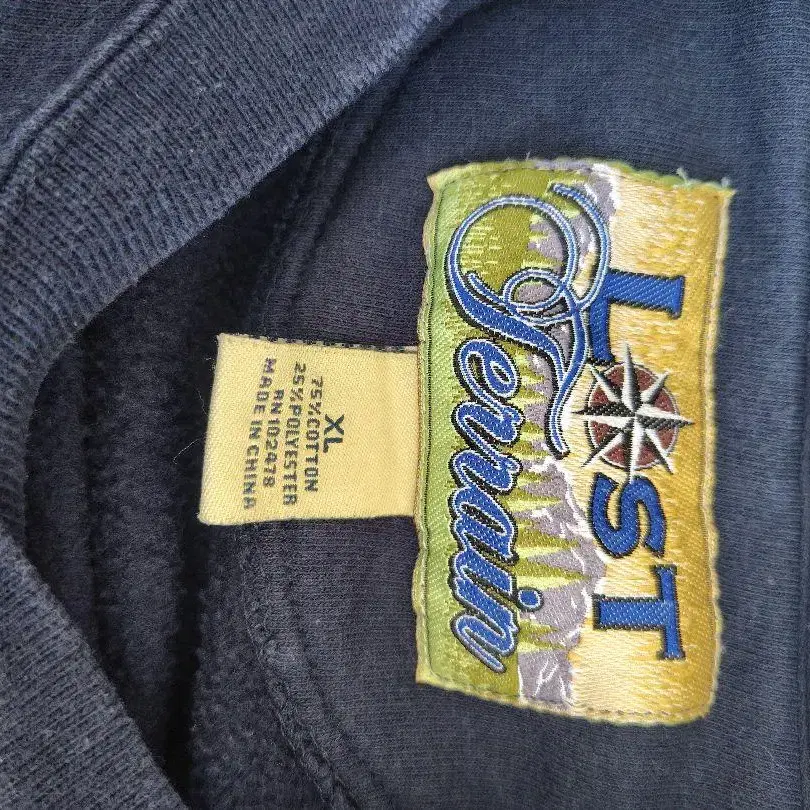 LOST
Terrain
XL
75% COTTON
25% POLYESTER
RN 102478
MADE IN CHINA